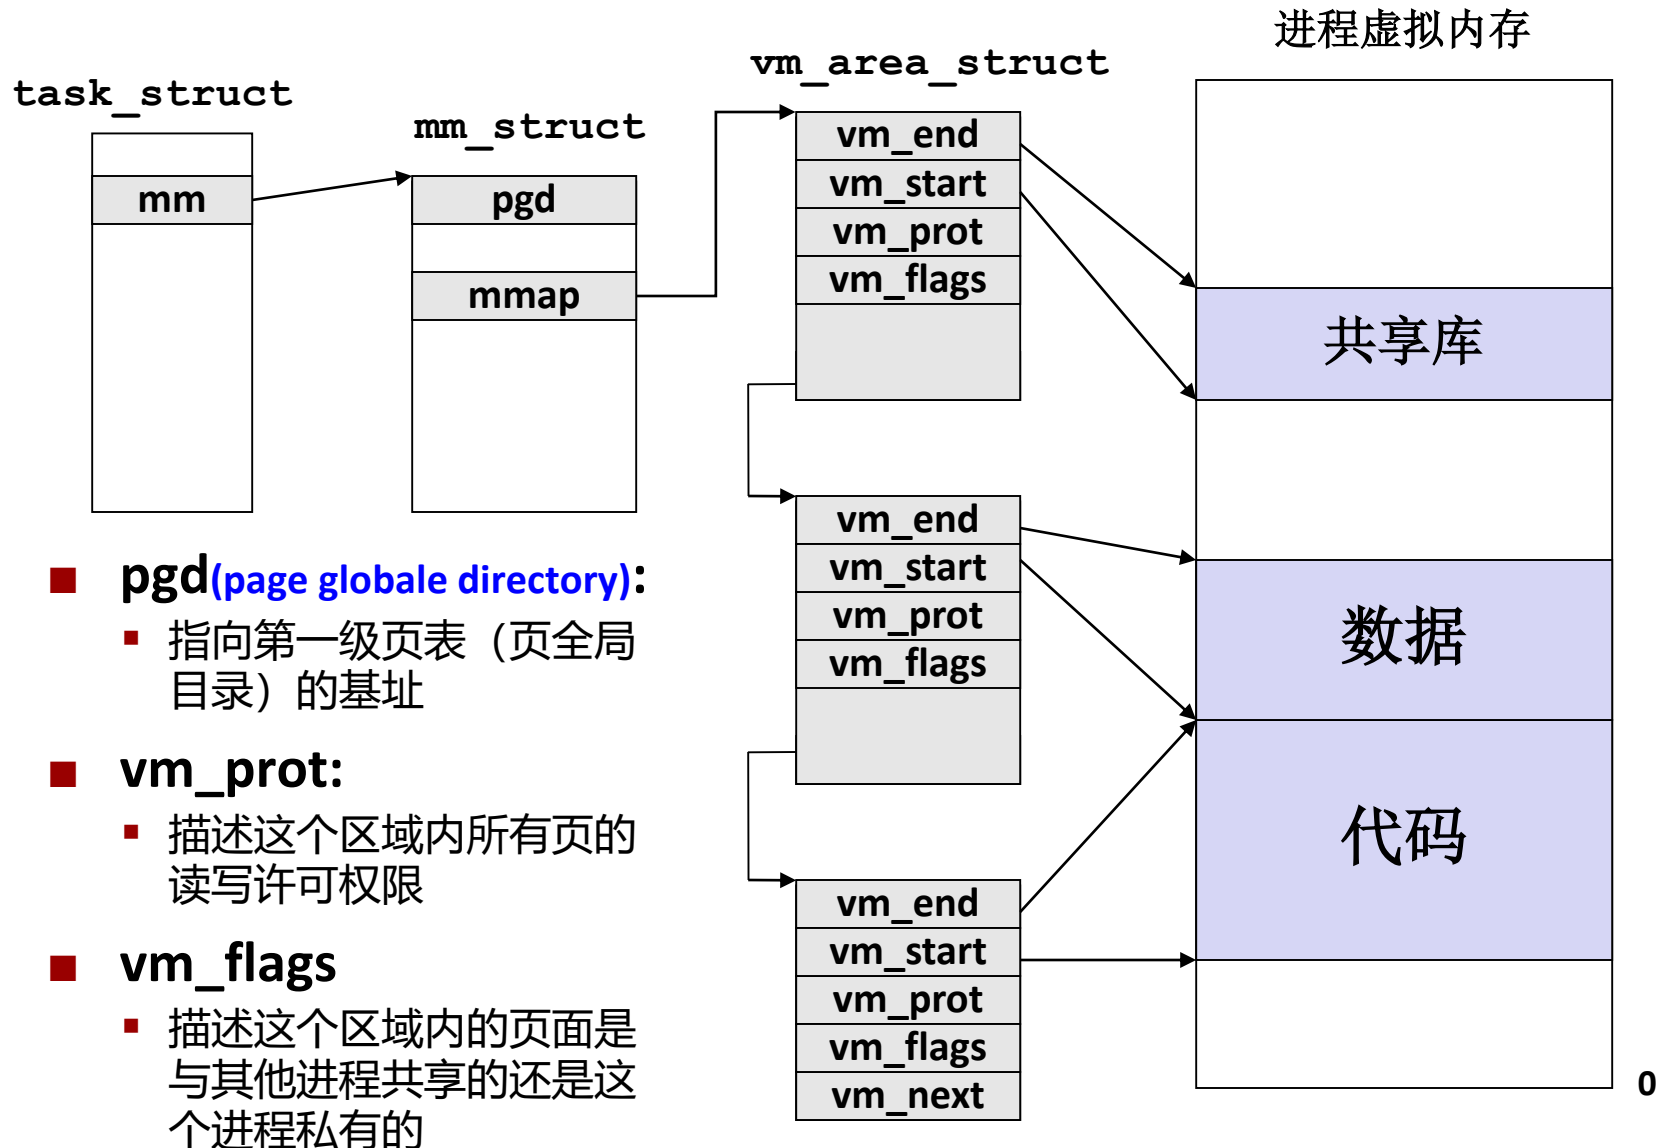 进程虚拟内存
vm_area_struct
task_struct
mm_struct
mm
pgd
mmap
vm_end
vm_start
vm_prot
vm_flags
共享库
vm_end
vm_start
vm_prot
vm_flags
数据
代码
vm_end
vm_start
vm_prot
vm_flags
vm_next
0
pgd(page globale directory):
指向第一级页表（页全局
目录）的基址
vm_prot:
描述这个区域内所有页的
读写许可权限
vm_flags
描述这个区域内的页面是
与其他进程共享的还是这
个进程私有的